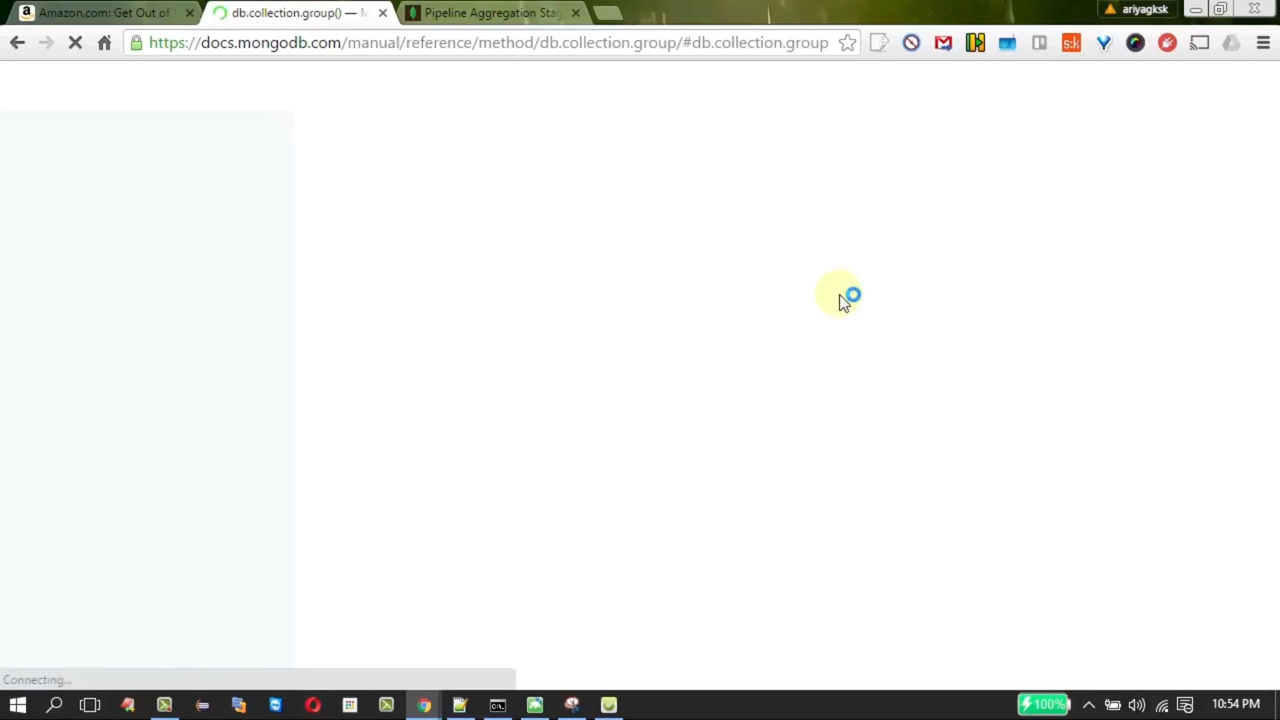 Amazon.com: Get Out of
db.collection.group() — M
Pipeline Aggregation Stag
ariyagksk
https://docs.mongodb.com/manual/reference/method/db.collection.group/#db.collection.group
s:k
Connecting...
100%
10:54 PM